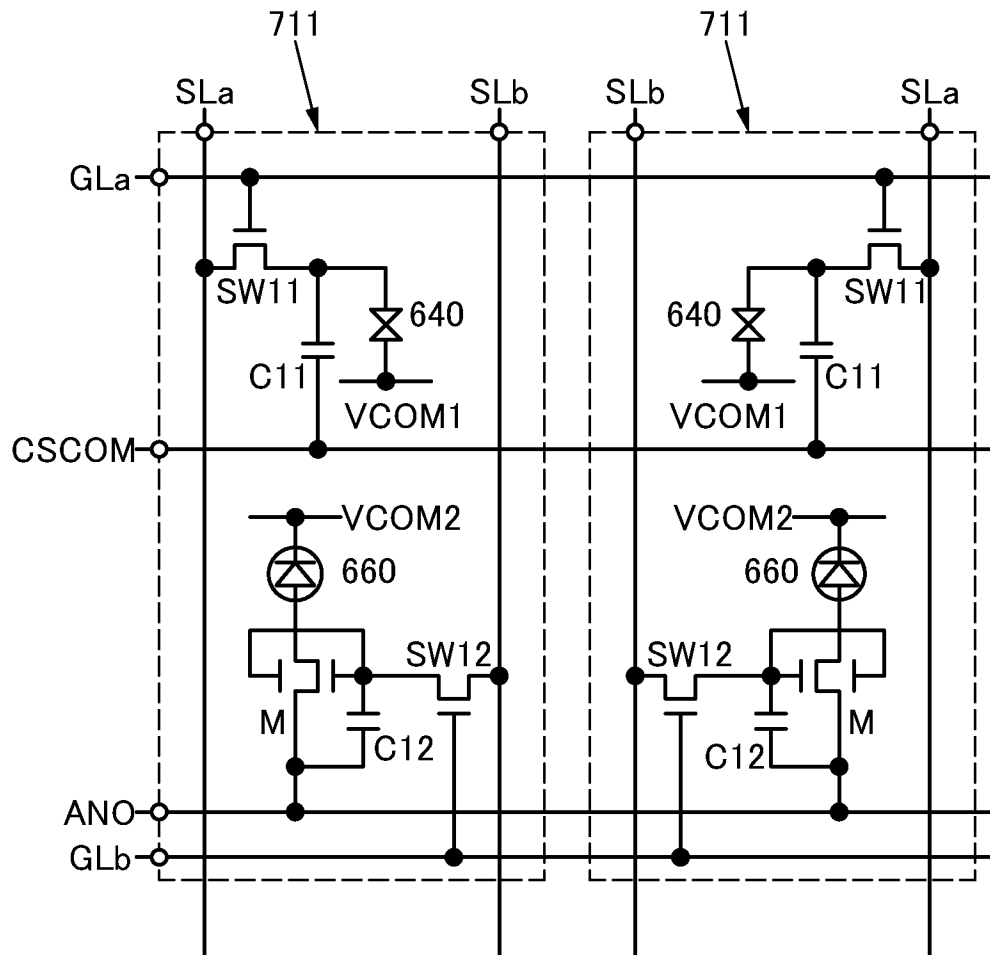 711 711
SLa SLb SLb SLa
GLa
SW11 SW11
640 640
C11 C11
VCOM1 VCOM1
CSCOM
VCOM2 VCOM2
660 660
SW12 SW12
M M
C12 C12
ANO
GLb